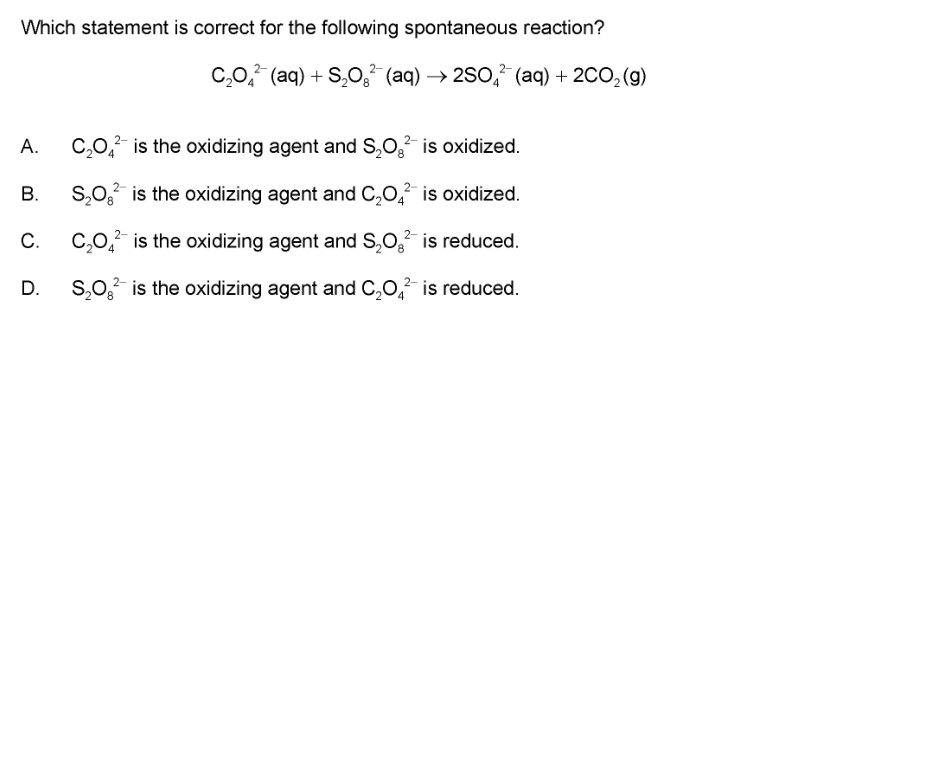 Which statement is correct for the following spontaneous reaction?
C₂O₄²⁻ (aq) + S₂O₈²⁻ (aq) → 2SO₄²⁻ (aq) + 2CO₂ (g)
A. C₂O₄²⁻ is the oxidizing agent and S₂O₈²⁻ is oxidized.
B. S₂O₈²⁻ is the oxidizing agent and C₂O₄²⁻ is oxidized.
C. C₂O₄²⁻ is the oxidizing agent and S₂O₈²⁻ is reduced.
D. S₂O₈²⁻ is the oxidizing agent and C₂O₄²⁻ is reduced.